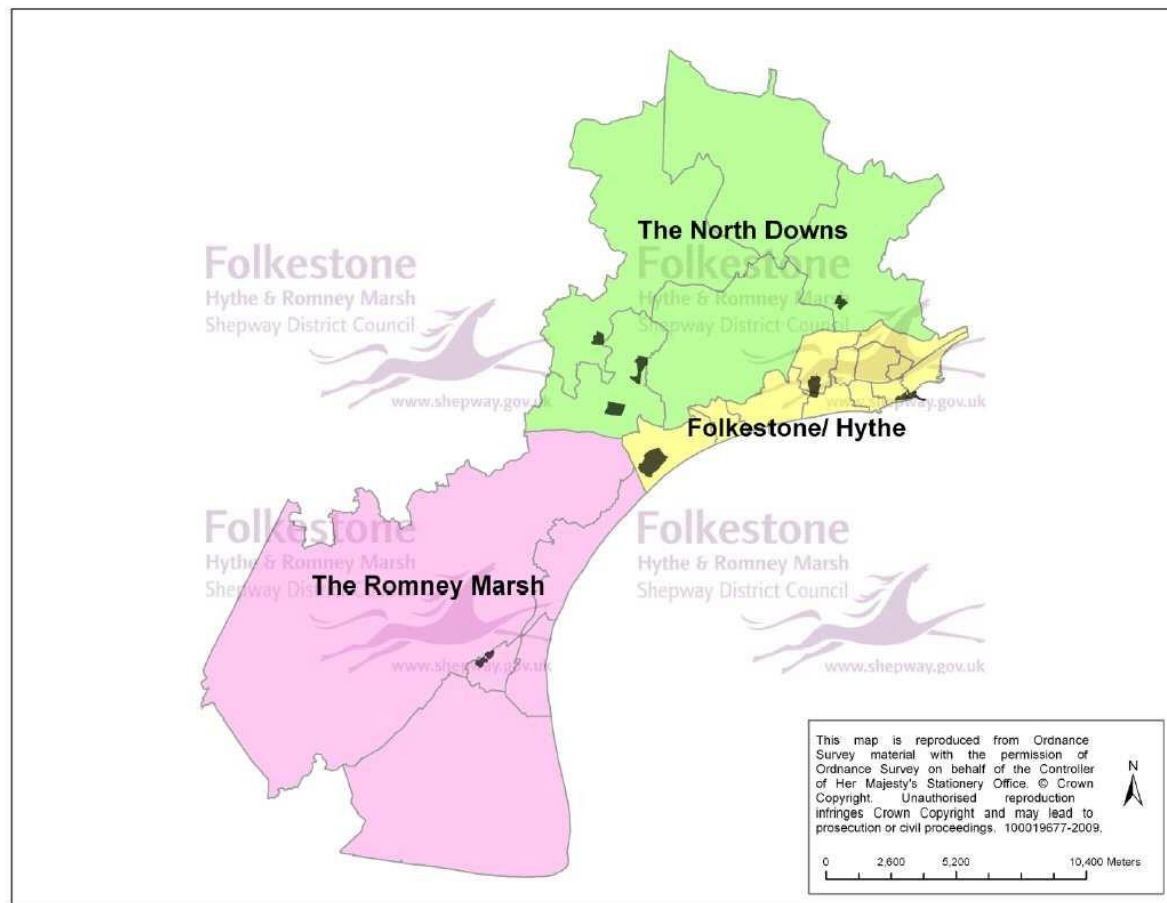 The North Downs
Folkestone
Hythe & Romney Marsh
Shepway District Council
www.shepway.gov.uk
Folkestone
Hythe & Romney Marsh
Shepway District Council
www.shepway.gov.uk
Folkestone/ Hythe
Folkestone
Hythe & Romney Marsh
Shepway District Council
www.shepway.gov.uk
Folkestone
Hythe & Romney Marsh
Shepway District Council
www.shepway.gov.uk
The Romney Marsh
This map is reproduced from Ordnance
Survey material with the permission of
Ordnance Survey on behalf of the Controller
of Her Majesty's Stationery Office. © Crown
Copyright. Unauthorised reproduction
infringes Crown Copyright and may lead to
prosecution or civil proceedings. 100019677-2009.
N
0 2,600 5,200 10,400 Meters